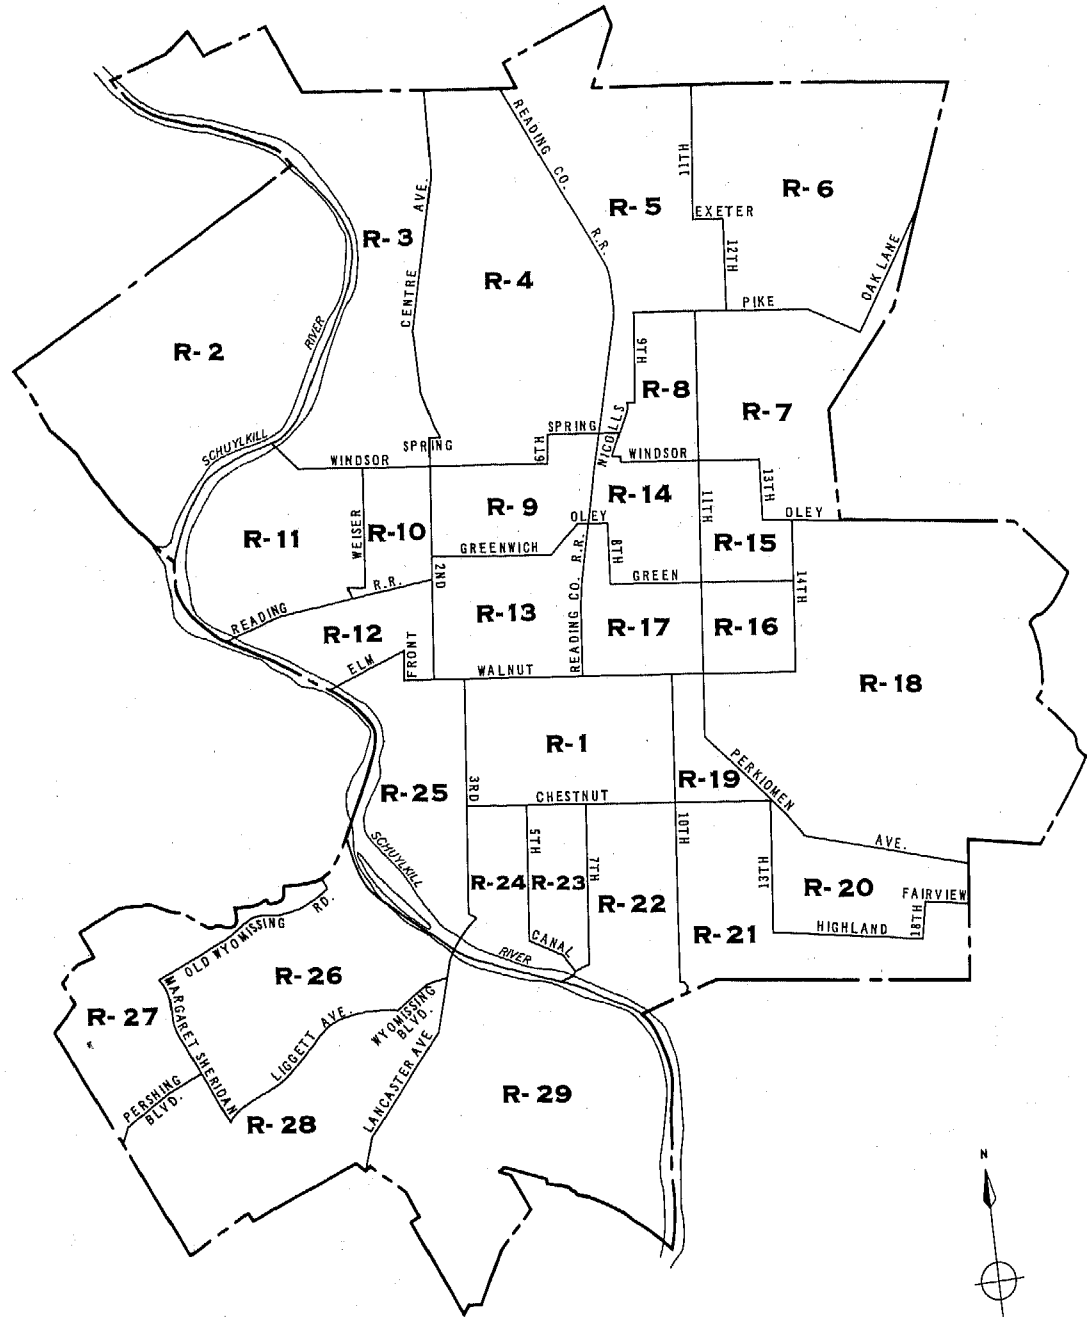 READING CO.
R.R.
11TH
R-6
R-5
EXETER
AVE.
R-3
12TH
OAK LANE
R-4
CENTRE
PIKE
RIVER
R-2
9TH
R-8
R-7
NICOLLS
SPRING
SCHUYLKILL
SPRING
6TH
WINDSOR
WINDSOR
13TH
R-14
R-9
11TH
OLEY
OLEY
WEISER
R-10
R-11
R-15
GREENWICH
8TH
R.R.
2ND
GREEN
14TH
READING
READING CO. R.R.
R-13
R-12
R-17
R-16
ELM
FRONT
WALNUT
R-18
R-1
PERKIOMEN
R-19
R-25
3RD
CHESTNUT
10TH
5TH
SCHUYLKILL
AVE.
7TH
13TH
R-24
R-23
R-20
FAIRVIEW
R-22
18TH
HIGHLAND
R-21
CANAL
RIVER
OLD WYOMISSING
RD.
R-26
MARGARET SHERIDAN
R-27
LIGGETT AVE.
WYOMISSING
BLVD.
LANCASTER AVE
PERSHING
BLVD.
R-29
R-28
N